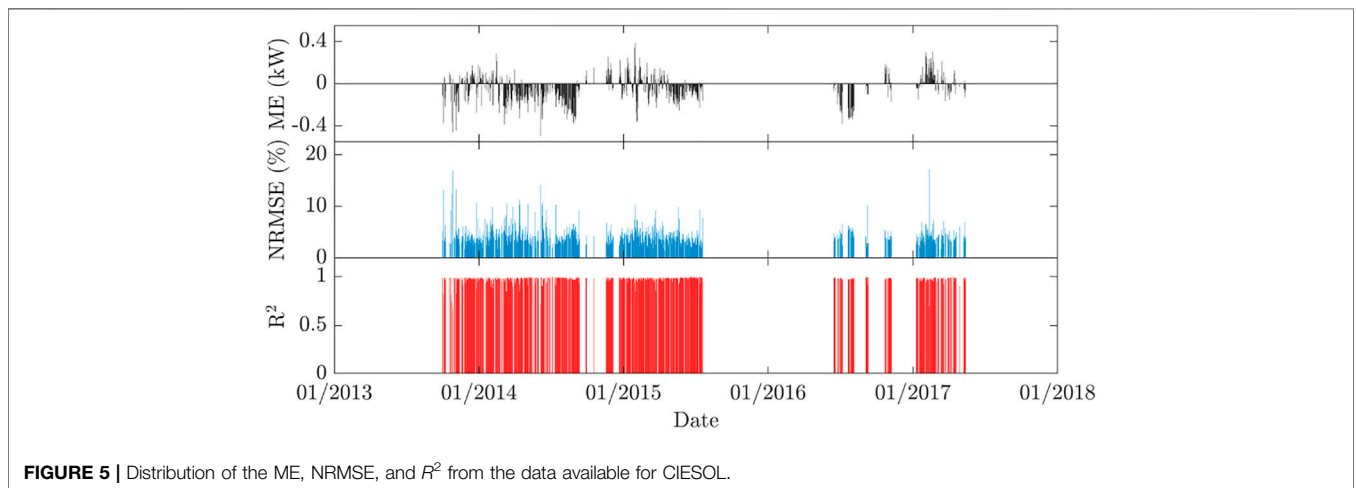 0.4
0
-0.4
ME (kW)
20
10
0
NRMSE (%)
1
0.5
0
R²
01/2013 01/2014 01/2015 01/2016 01/2017 01/2018
Date
FIGURE 5 | Distribution of the ME, NRMSE, and R² from the data available for CIESOL.